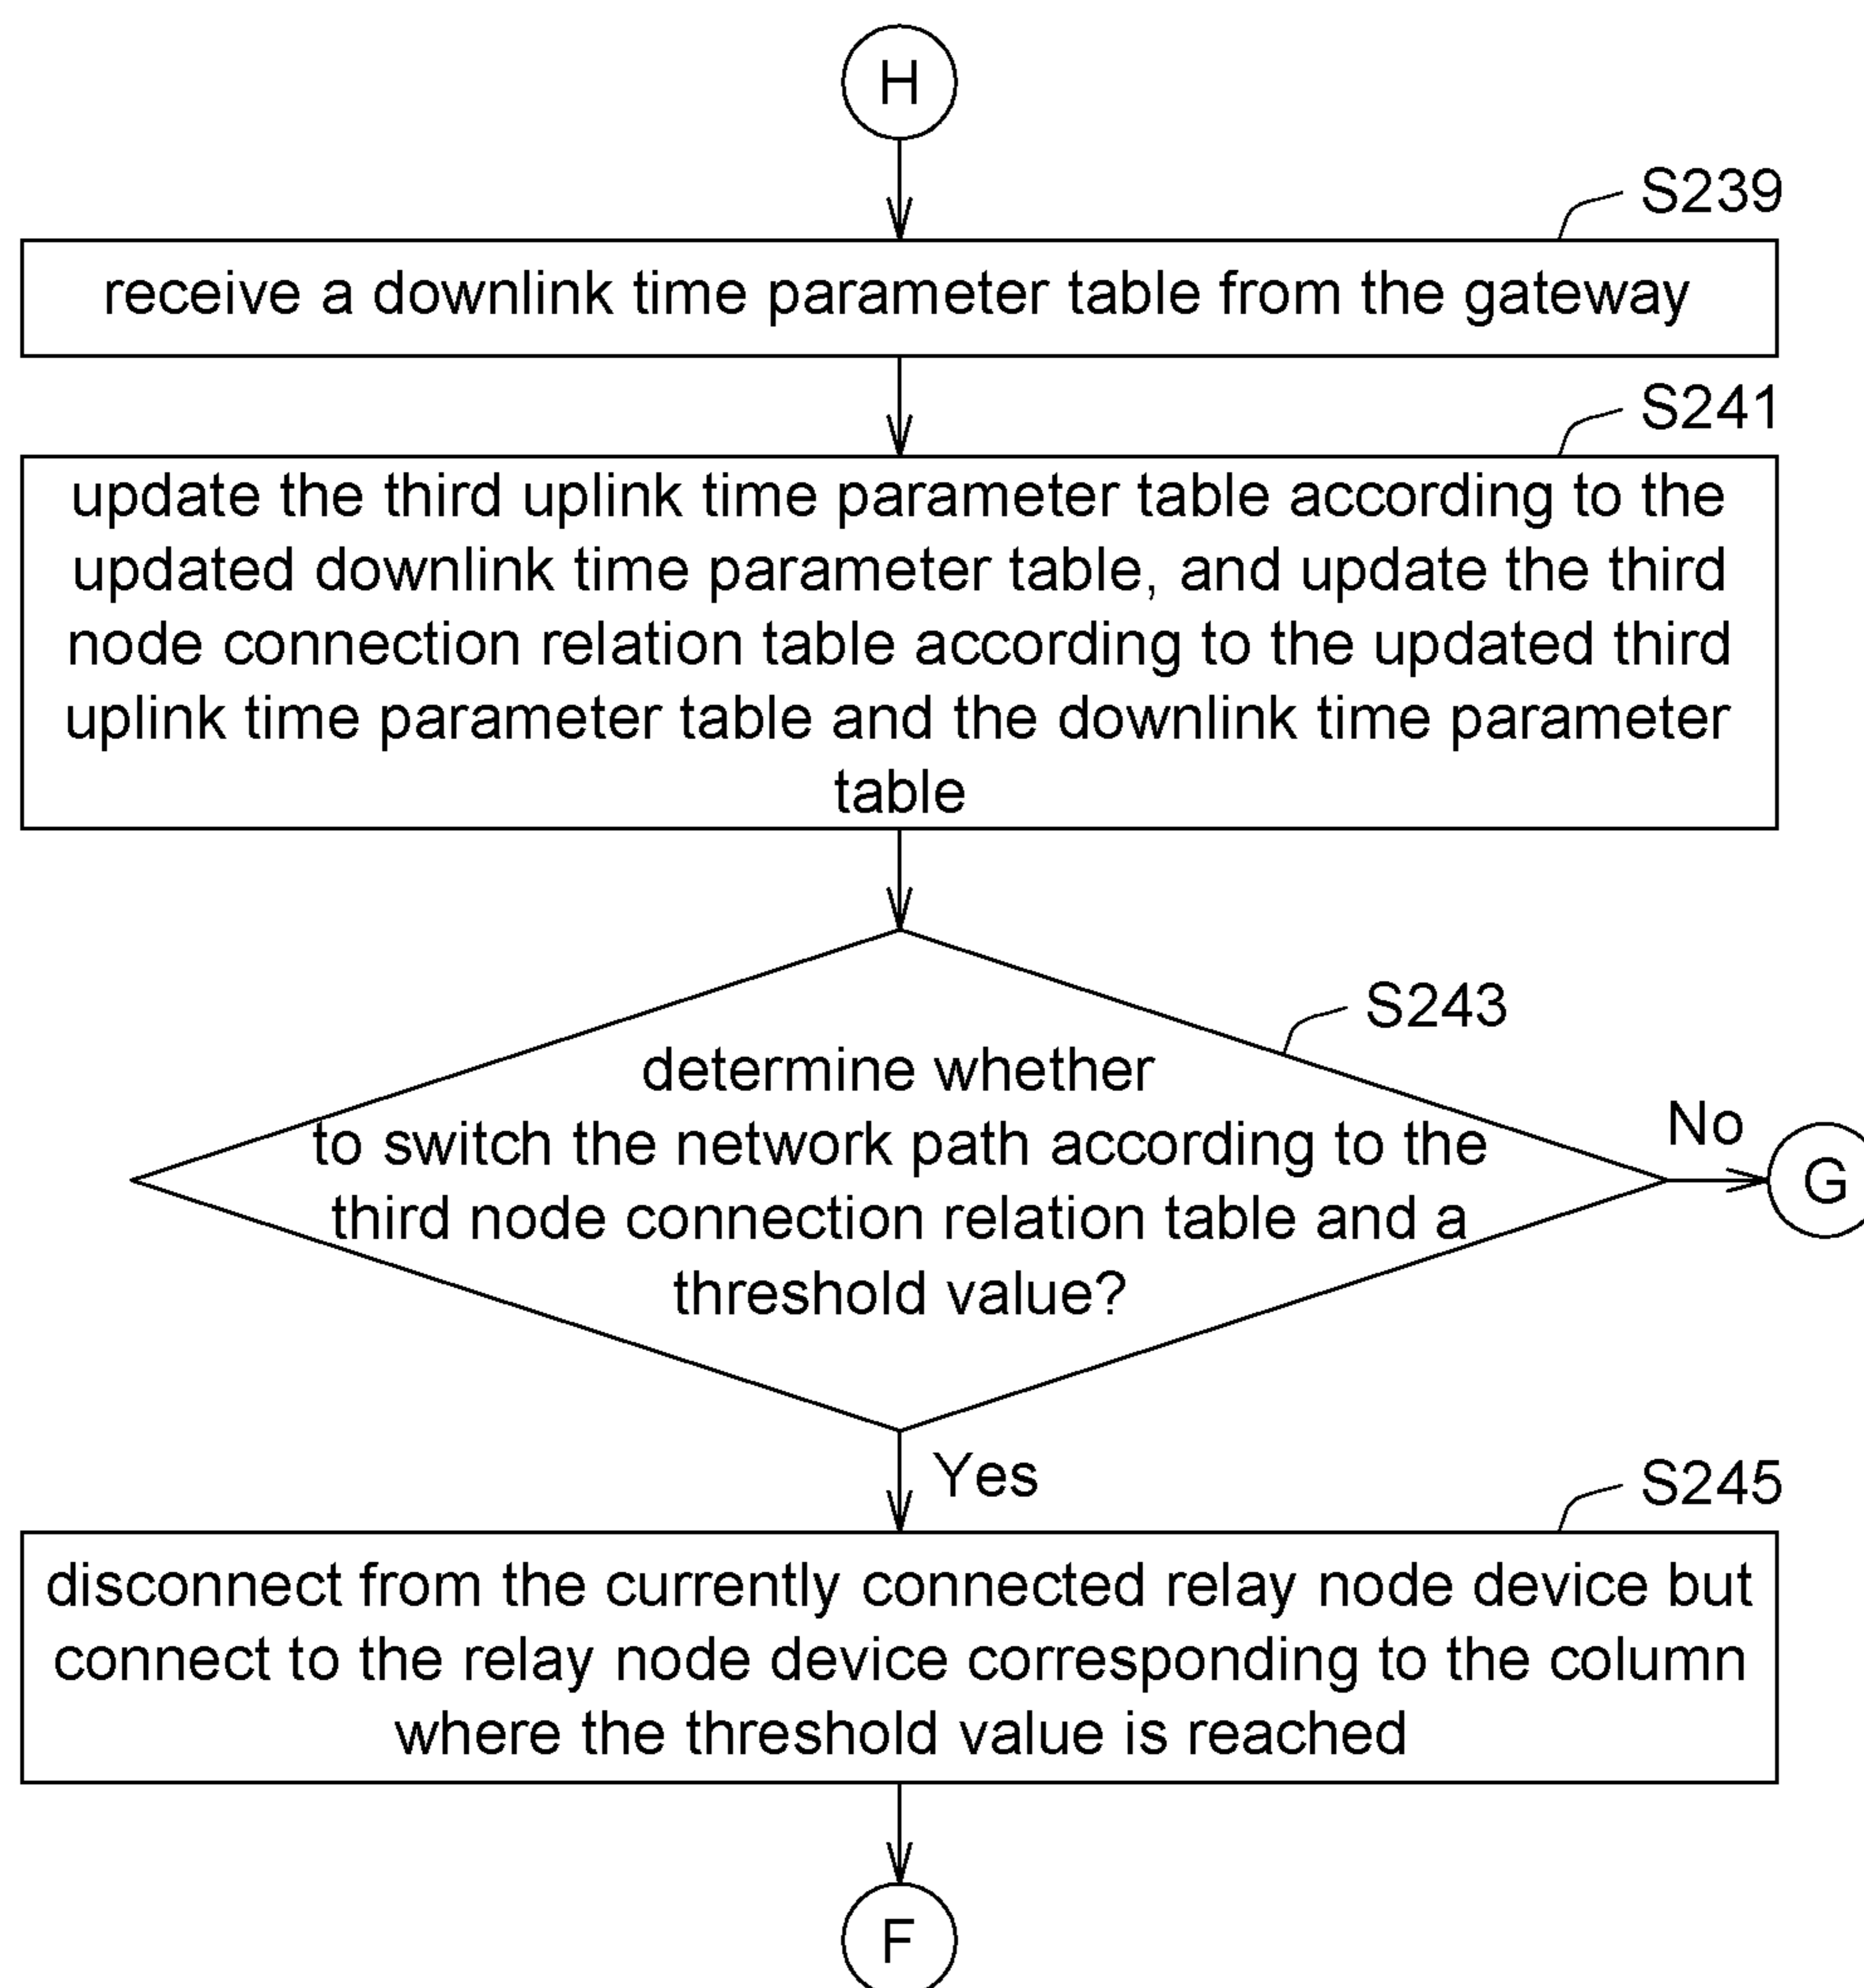 H
S239
receive a downlink time parameter table from the gateway
S241
update the third uplink time parameter table according to the
updated downlink time parameter table, and update the third
node connection relation table according to the updated third
uplink time parameter table and the downlink time parameter
table
S243
determine whether
to switch the network path according to the
third node connection relation table and a
threshold value?
No
G
Yes
S245
disconnect from the currently connected relay node device but
connect to the relay node device corresponding to the column
where the threshold value is reached
F